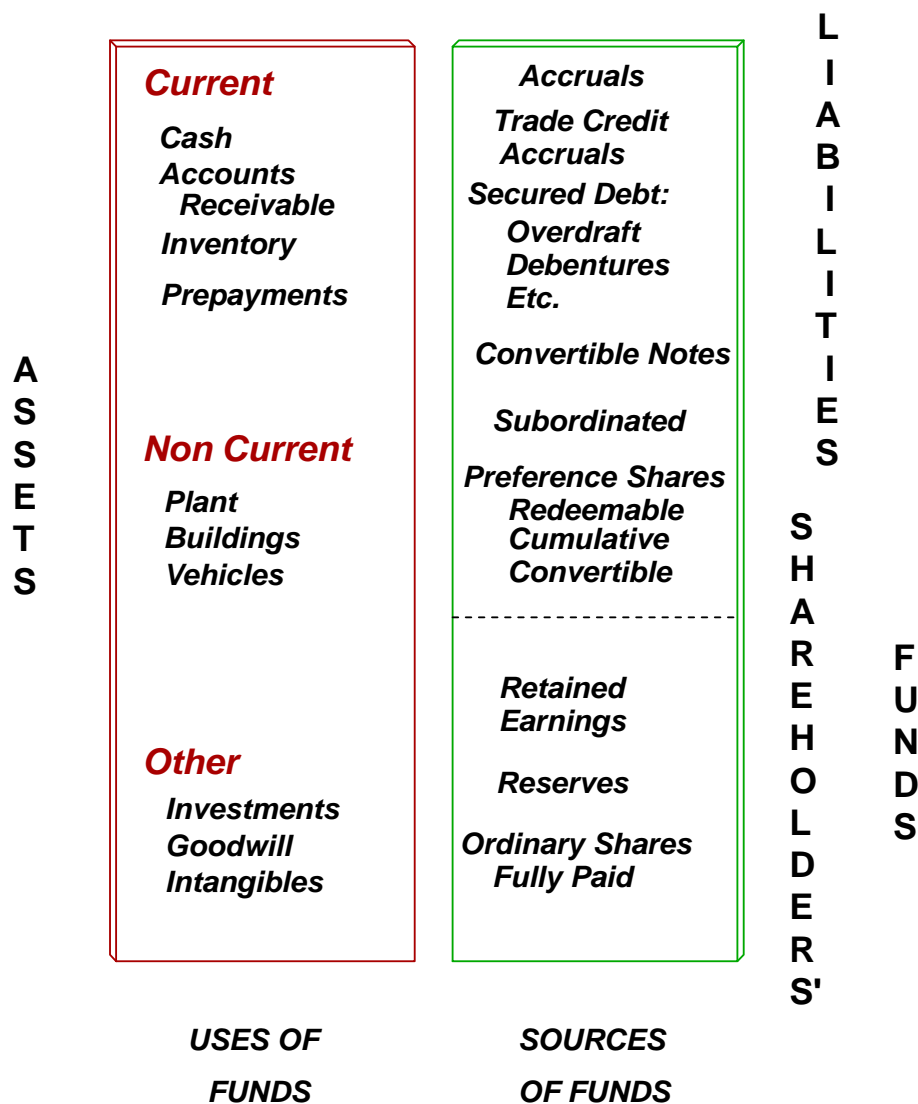 ASSETS
Current
Cash
Accounts
Receivable
Inventory
Prepayments
Non Current
Plant
Buildings
Vehicles
Other
Investments
Goodwill
Intangibles
USES OF
FUNDS
Accruals
Trade Credit
Accruals
Secured Debt:
Overdraft
Debentures
Etc.
Convertible Notes
Subordinated
Preference Shares
Redeemable
Cumulative
Convertible
Retained
Earnings
Reserves
Ordinary Shares
Fully Paid
SOURCES
OF FUNDS
LIABILITIES
SHAREHOLDERS'
FUNDS